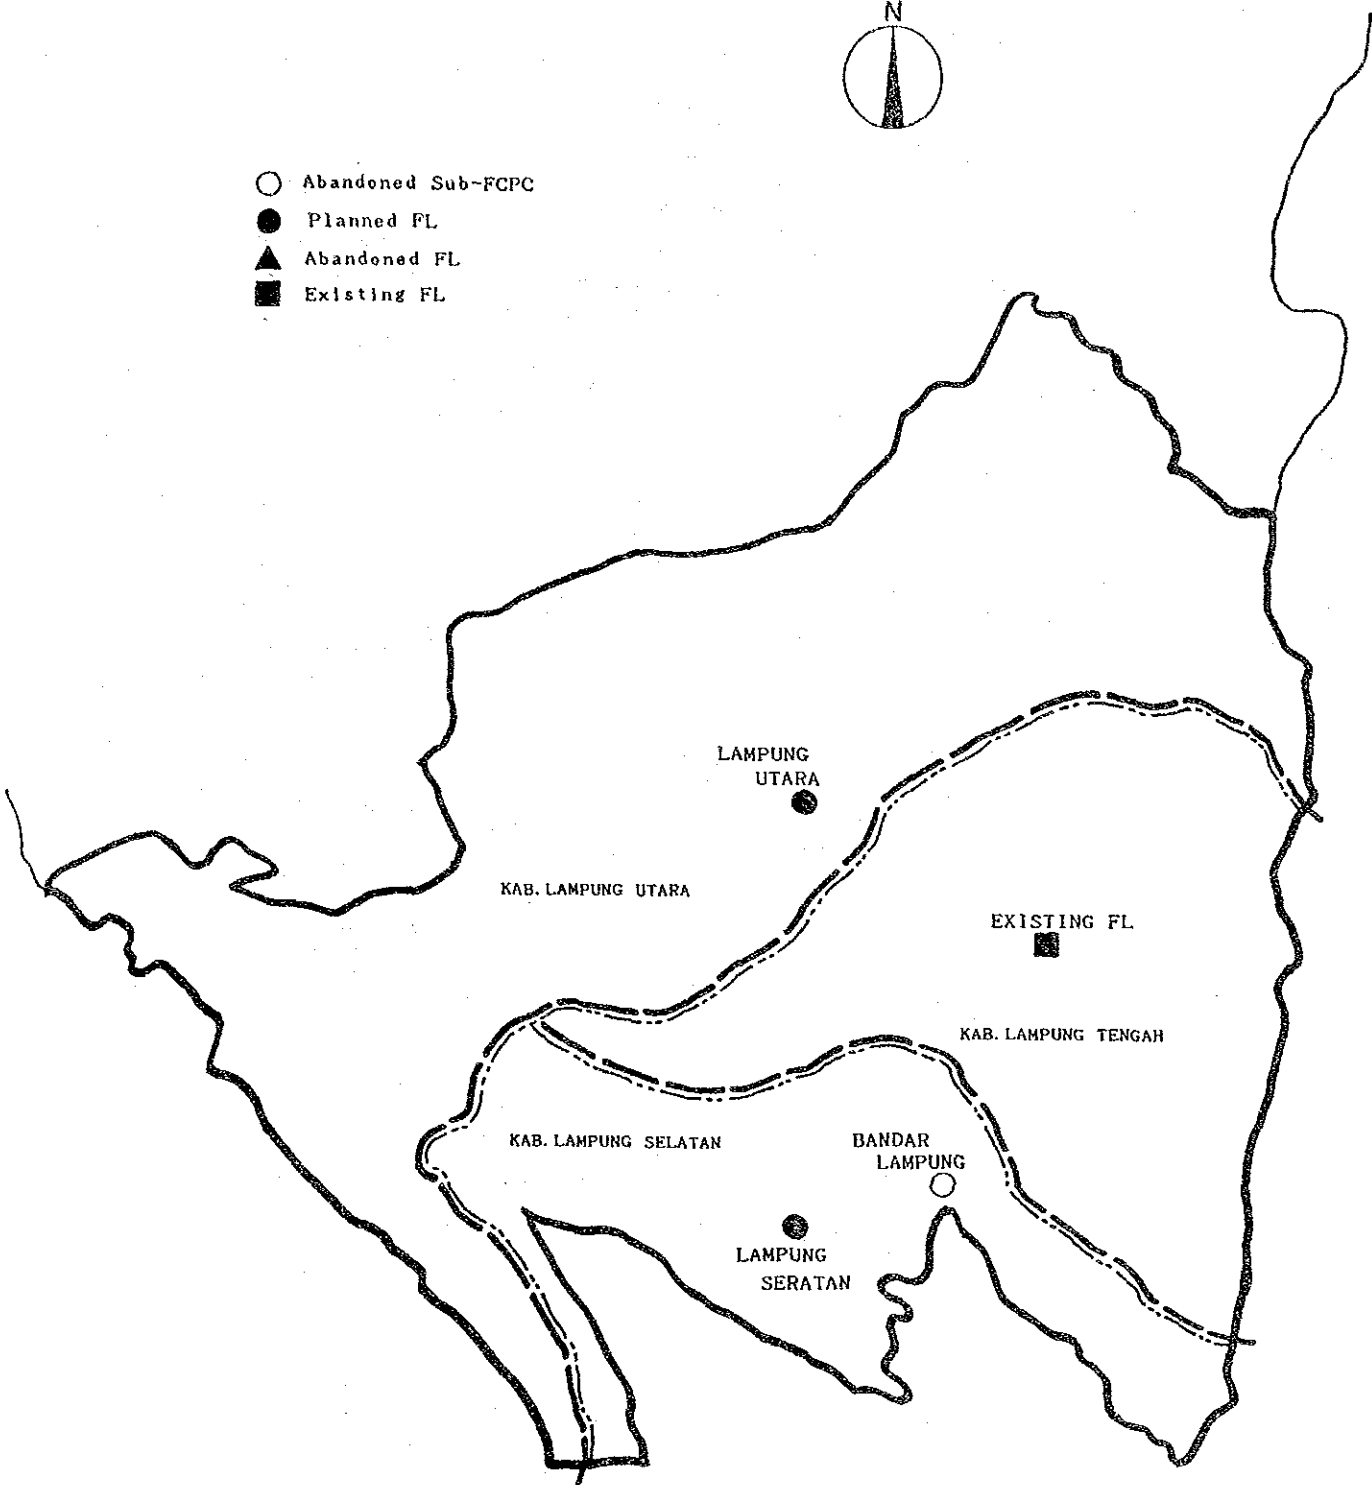 N
Abandoned Sub-FCPC
Planned FL
Abandoned FL
Existing FL
LAMPUNG
UTARA
KAB. LAMPUNG UTARA
EXISTING FL
KAB. LAMPUNG TENGAH
KAB. LAMPUNG SELATAN
BANDAR
LAMPUNG
LAMPUNG
SERATAN